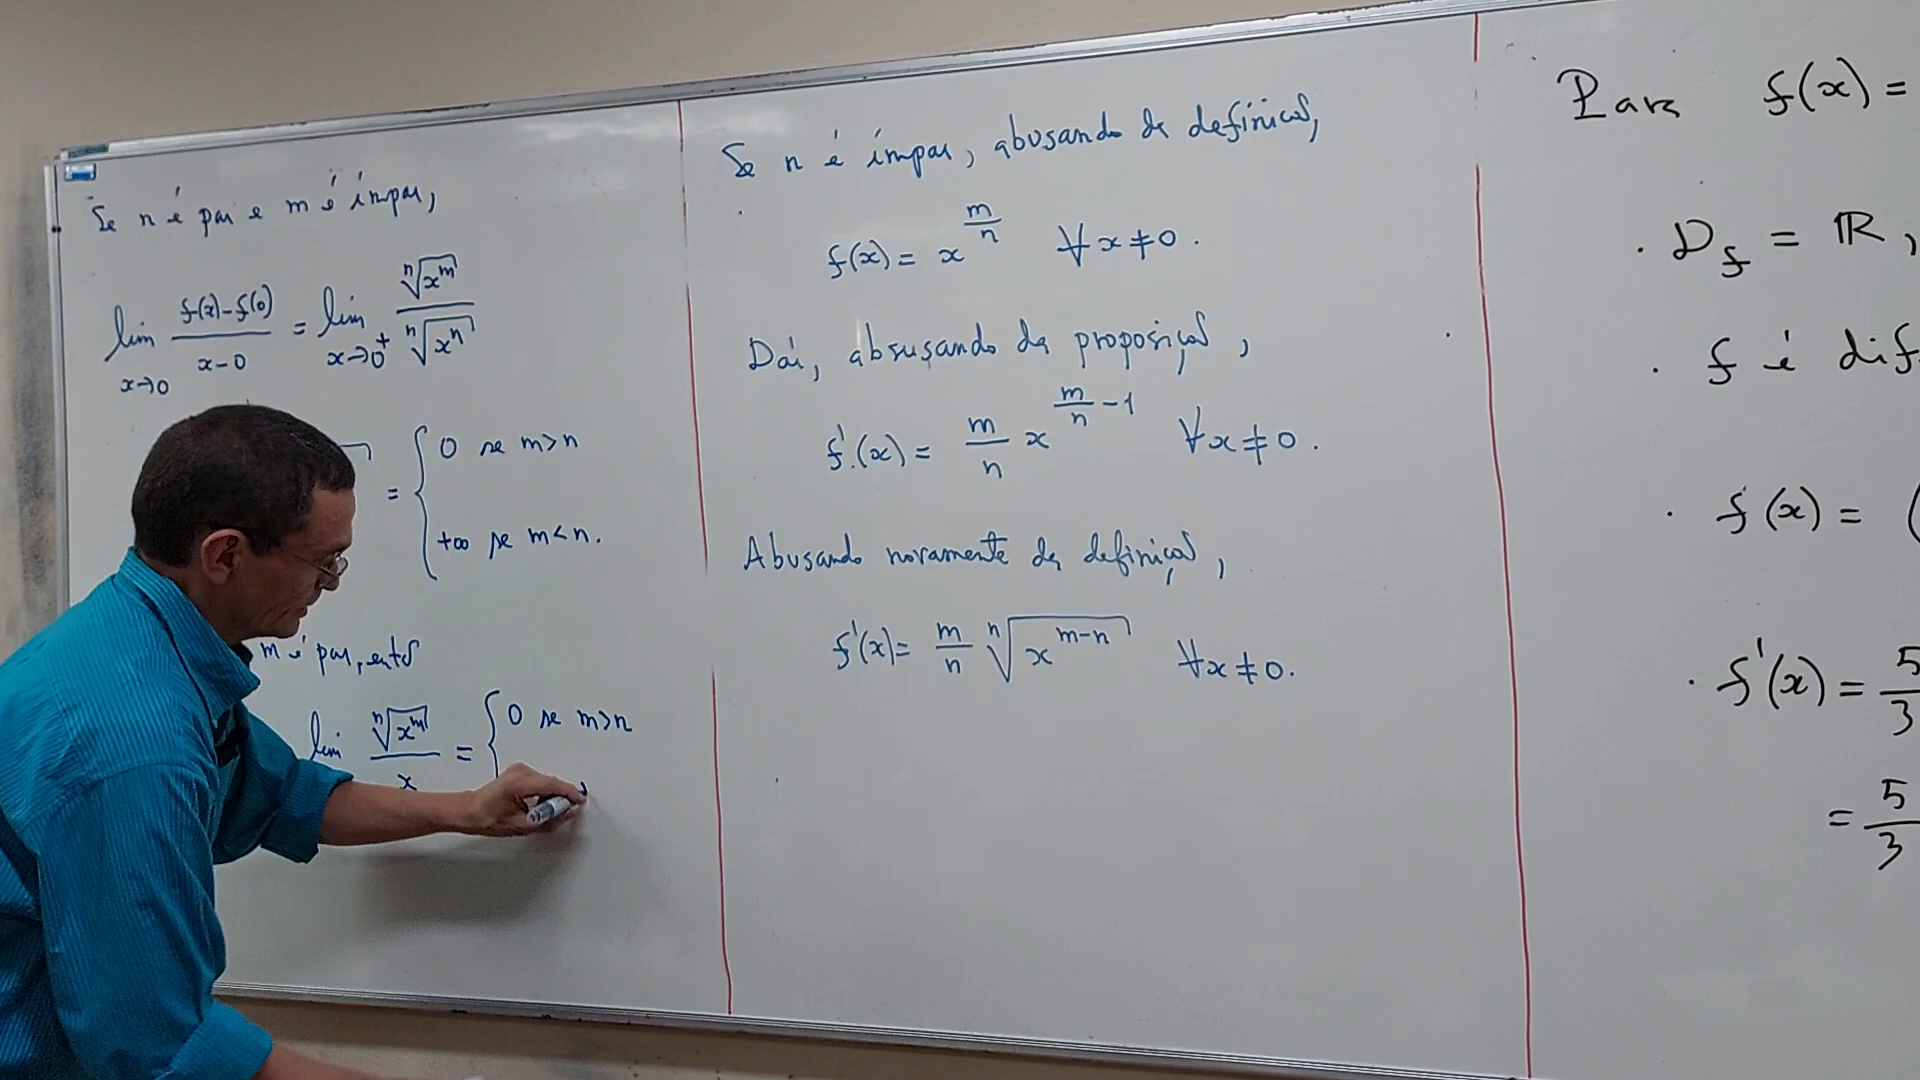 Se n é par e m é ímpar,
lim x→0 f(x)-f(0) / x-0 = lim x→0⁺ ⁿ√xᵐ / ⁿ√xⁿ
= { 0 se m>n
+∞ se m<n.
m é par, entõ
lim ⁿ√xᵐ / x = { 0 se m>n
Se n é ímpar, abusando da definição,
f(x) = x^(m/n) ∀x≠0.
Daí, absusando da proposição,
f'(x) = m/n x^(m/n -1) ∀x≠0.
Abusando novamente da definição,
f'(x) = m/n ⁿ√x^(m-n) ∀x≠0.
Para f(x) =
· D_f = ℝ,
· f é dif
· f(x) = (
· f'(x) = 5/3
= 5/3